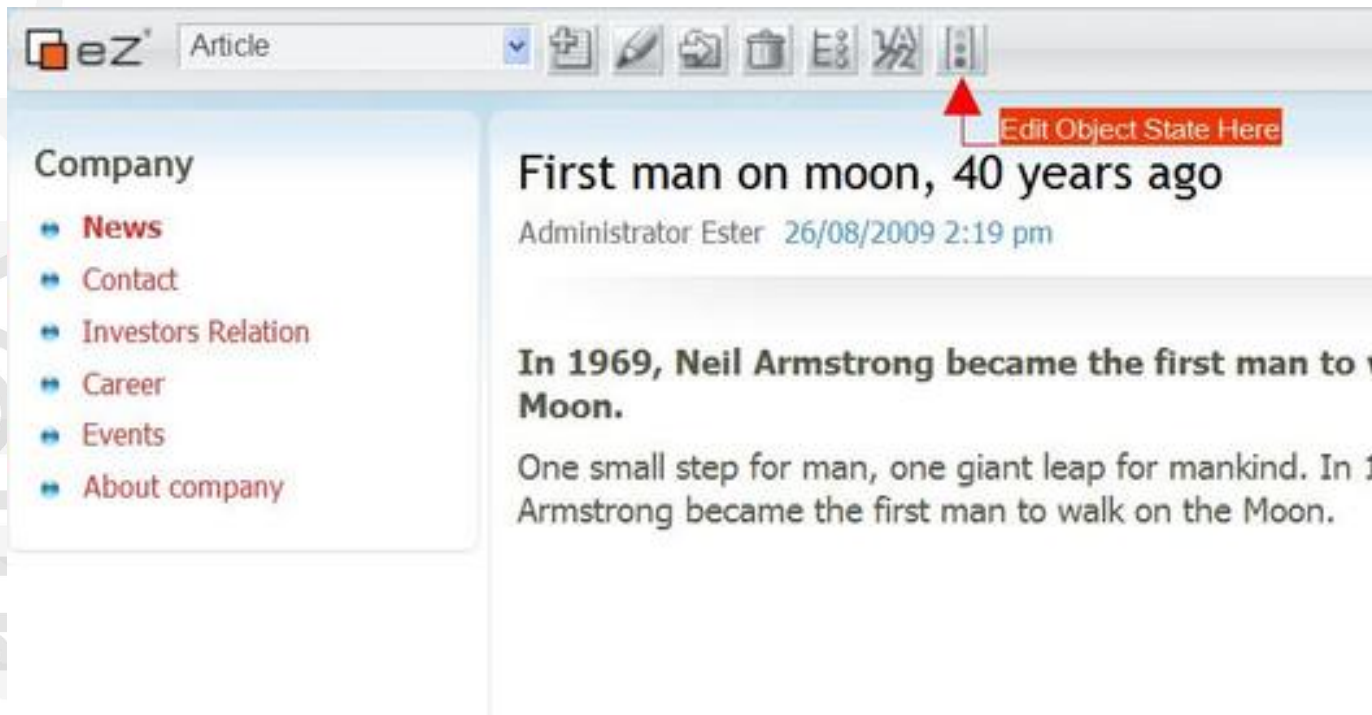 eZ Article
Edit Object State Here
Company
News
Contact
Investors Relation
Career
Events
About company
First man on moon, 40 years ago
Administrator Ester 26/08/2009 2:19 pm
In 1969, Neil Armstrong became the first man to
Moon.
One small step for man, one giant leap for mankind. In
Armstrong became the first man to walk on the Moon.